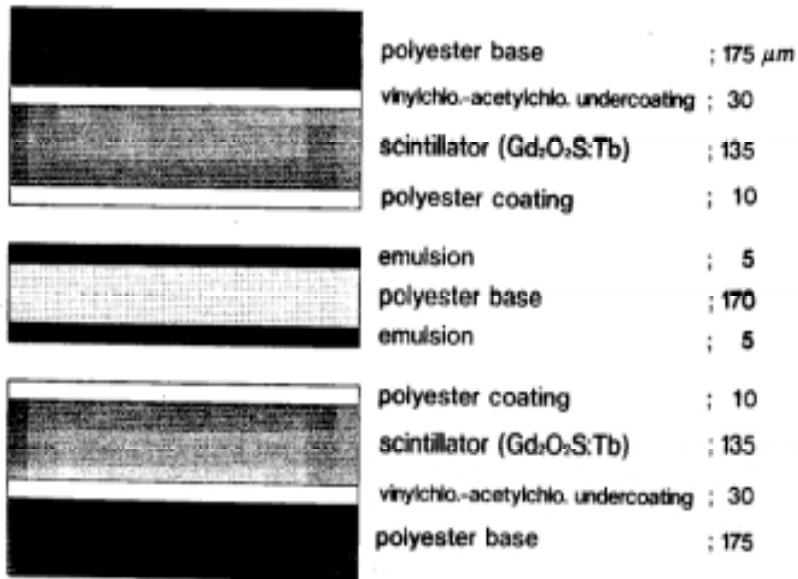 polyester base ; 175 μm
vinylchlo.-acetylchlo. undercoating ; 30
scintillator (Gd₂O₂S:Tb) ; 135
polyester coating ; 10
emulsion ; 5
polyester base ; 170
emulsion ; 5
polyester coating ; 10
scintillator (Gd₂O₂S:Tb) ; 135
vinylchlo.-acetylchlo. undercoating ; 30
polyester base ; 175